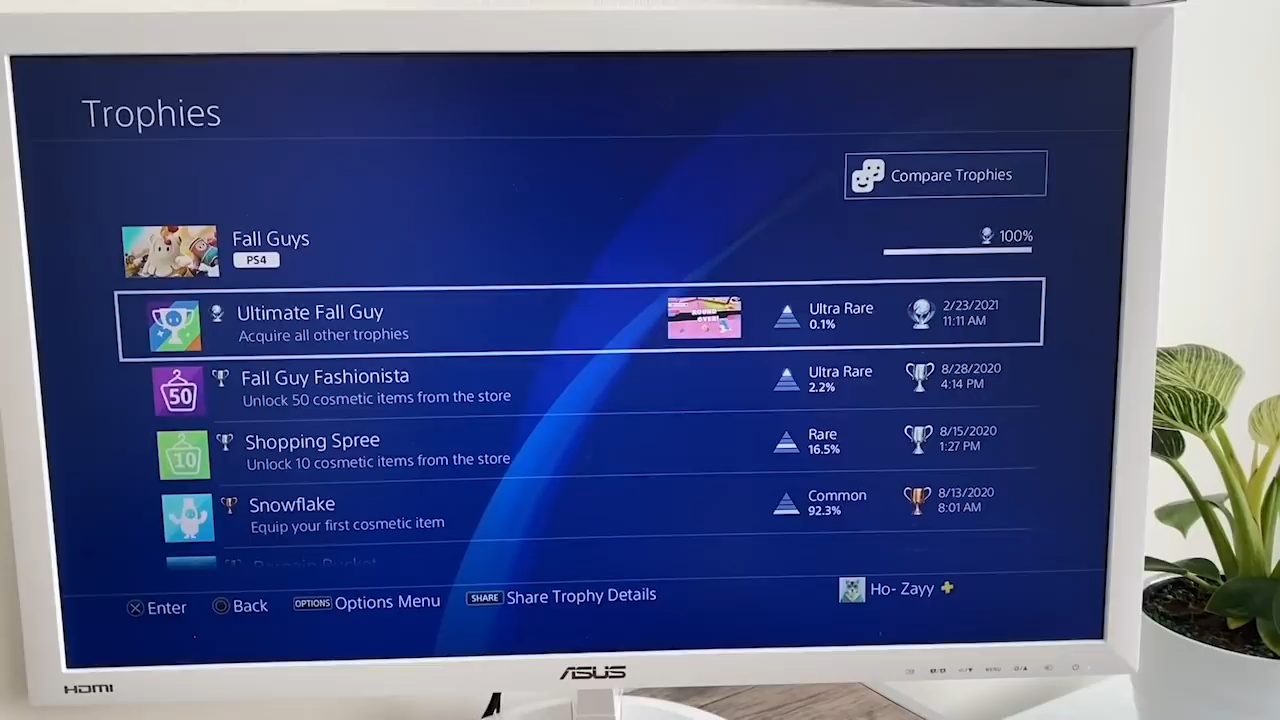 Trophies
Compare Trophies
Fall Guys
PS4
100%
Ultimate Fall Guy
Acquire all other trophies
ROUND
OVER!
Ultra Rare
0.1%
2/23/2021
11:11 AM
50
Fall Guy Fashionista
Unlock 50 cosmetic items from the store
Ultra Rare
2.2%
8/28/2020
4:14 PM
10
Shopping Spree
Unlock 10 cosmetic items from the store
Rare
16.5%
8/15/2020
1:27 PM
Snowflake
Equip your first cosmetic item
Common
92.3%
8/13/2020
8:01 AM
Bargain Bucket
Enter
Back
OPTIONS Options Menu
SHARE Share Trophy Details
Ho- Zayy
HDMI
ASUS